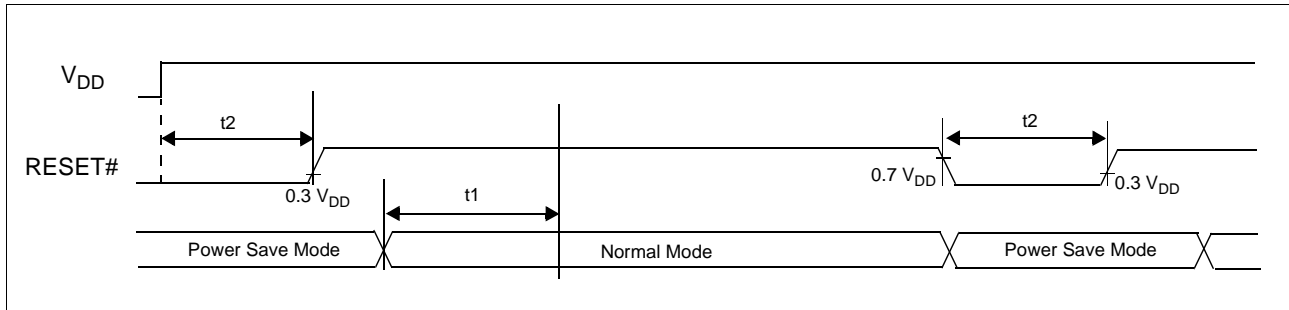 VDD
t2
t2
RESET#
0.3 VDD
0.7 VDD
0.3 VDD
t1
Power Save Mode
Normal Mode
Power Save Mode